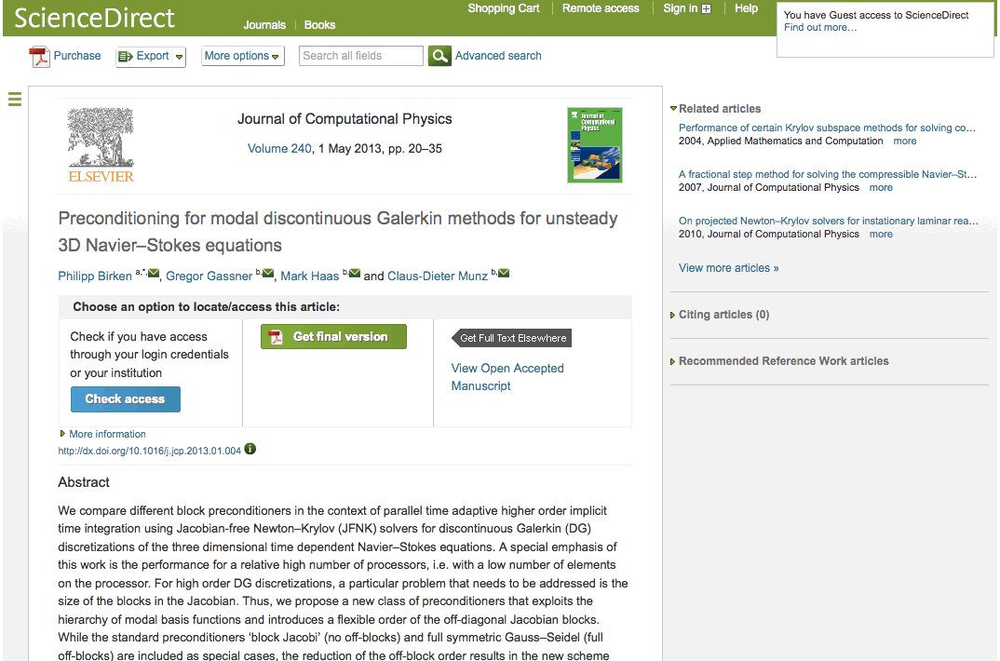 ScienceDirect
Journals | Books
Shopping Cart | Remote access | Sign in | Help
You have Guest access to ScienceDirect
Find out more…
Purchase
Export
More options
Search all fields
Advanced search
ELSEVIER
Journal of Computational Physics
Volume 240, 1 May 2013, pp. 20–35
Journal of
Computational
Physics
Preconditioning for modal discontinuous Galerkin methods for unsteady
3D Navier–Stokes equations
Philipp Birken a,*, Gregor Gassner b, Mark Haas b, and Claus-Dieter Munz b,
Choose an option to locate/access this article:
Check if you have access
through your login credentials
or your institution
Check access
Get final version
Get Full Text Elsewhere
View Open Accepted
Manuscript
More information
http://dx.doi.org/10.1016/j.jcp.2013.01.004
Abstract
We compare different block preconditioners in the context of parallel time adaptive higher order implicit
time integration using Jacobian-free Newton–Krylov (JFNK) solvers for discontinuous Galerkin (DG)
discretizations of the three dimensional time dependent Navier–Stokes equations. A special emphasis of
this work is the performance for a relative high number of processors, i.e. with a low number of elements
on the processor. For high order DG discretizations, a particular problem that needs to be addressed is the
size of the blocks in the Jacobian. Thus, we propose a new class of preconditioners that exploits the
hierarchy of modal basis functions and introduces a flexible order of the off-diagonal Jacobian blocks.
While the standard preconditioners ‘block Jacobi’ (no off-blocks) and full symmetric Gauss–Seidel (full
off-blocks) are included as special cases, the reduction of the off-block order results in the new scheme
Related articles
Performance of certain Krylov subspace methods for solving co…
2004, Applied Mathematics and Computation more
A fractional step method for solving the compressible Navier–St…
2007, Journal of Computational Physics more
On projected Newton–Krylov solvers for instationary laminar rea…
2010, Journal of Computational Physics more
View more articles »
Citing articles (0)
Recommended Reference Work articles